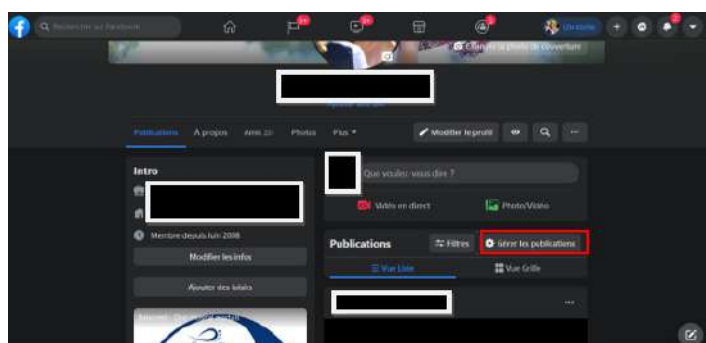 Rechercher sur Facebook
Changer la photo de couverture
Publications À propos Amis Photos Plus
Modifier le profil
Intro
Que voulez-vous dire ?
Vidéo en direct Photo/Vidéo
Membre depuis juin 2008
Modifier les infos
Ajouter des loisirs
Publications Filtres Gérer les publications
Vue Liste Vue Grille